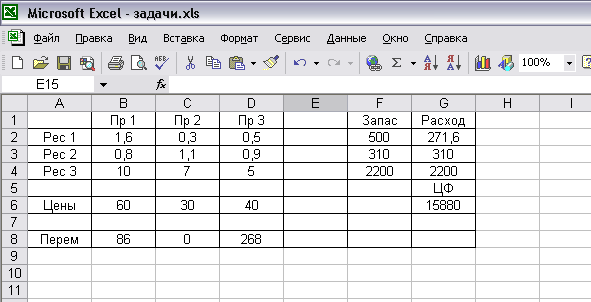 Microsoft Excel - задачи.xls
Файл Правка Вид Вставка Формат Сервис Данные Окно Справка
100%
E15 fx
A B C D E F G H I
1 Пр 1 Пр 2 Пр 3 Запас Расход
2 Рес 1 1,6 0,3 0,5 500 271,6
3 Рес 2 0,8 1,1 0,9 310 310
4 Рес 3 10 7 5 2200 2200
5 ЦФ
6 Цены 60 30 40 15880
7
8 Перем 86 0 268
9
10
11